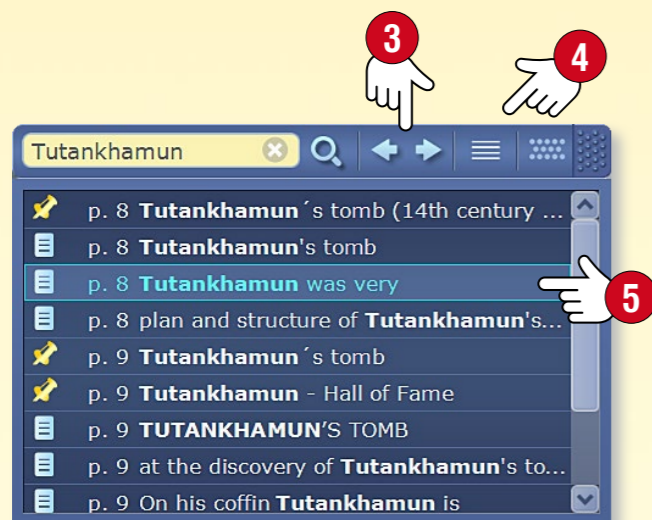 3
4
Tutankhamun
p. 8 Tutankhamun´s tomb (14th century ...
p. 8 Tutankhamun's tomb
p. 8 Tutankhamun was very
5
p. 8 plan and structure of Tutankhamun's...
p. 9 Tutankhamun´s tomb
p. 9 Tutankhamun - Hall of Fame
p. 9 TUTANKHAMUN’S TOMB
p. 9 at the discovery of Tutankhamun's to...
p. 9 On his coffin Tutankhamun is